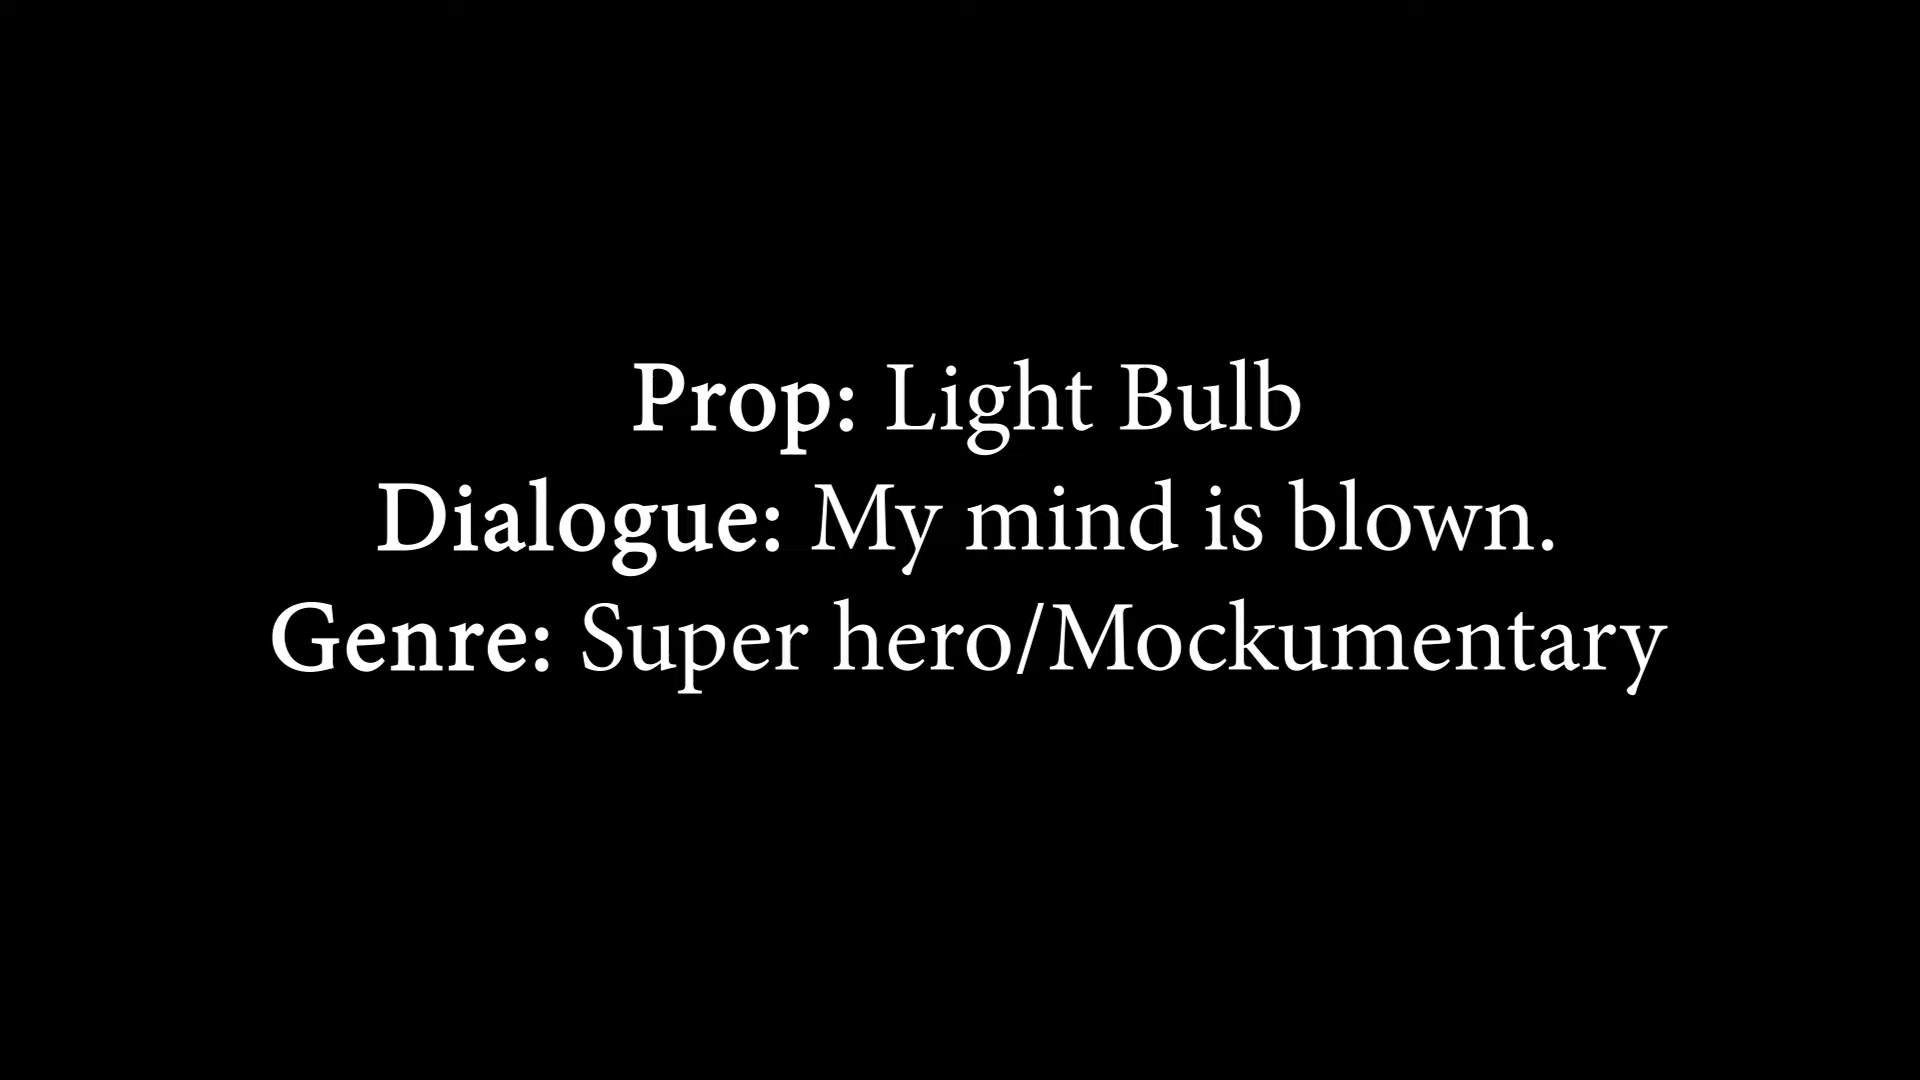 Prop: Light Bulb
Dialogue: My mind is blown.
Genre: Super hero/Mockumentary